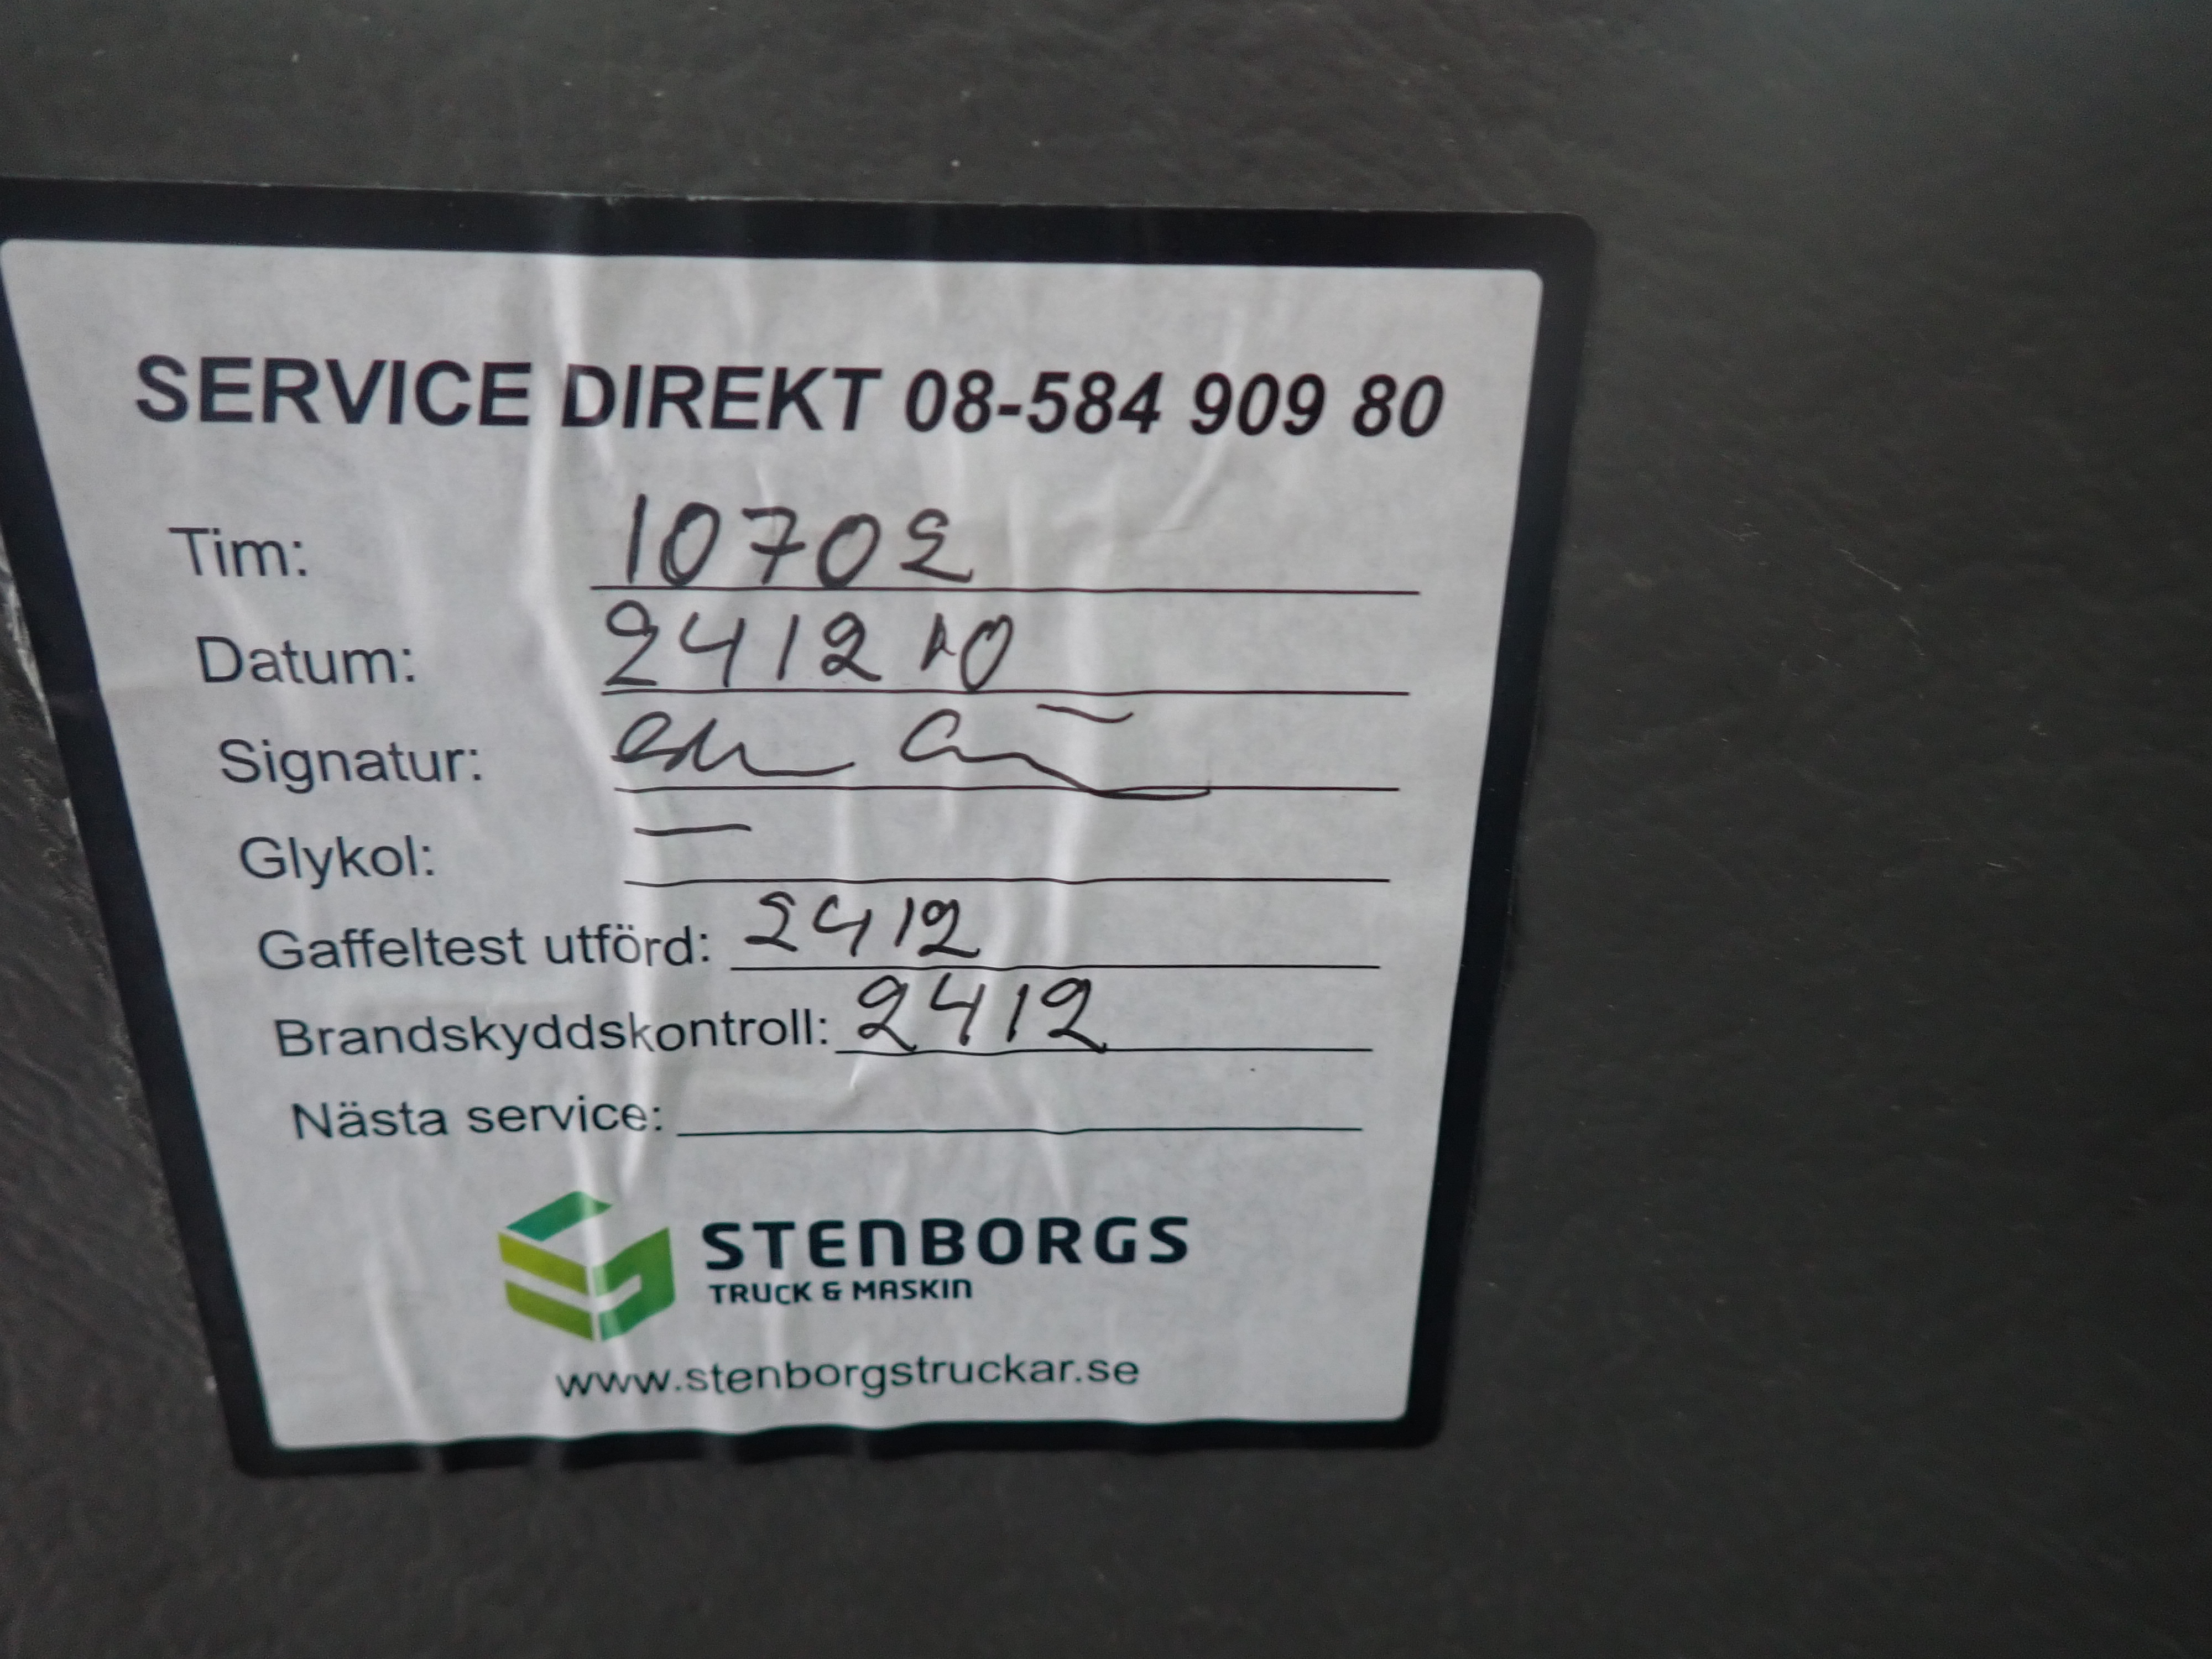 SERVICE DIREKT 08-584 909 80
Tim: 10702
Datum: 241210
Signatur:
Glykol: —
Gaffeltest utförd: 2412
Brandskyddskontroll: 2412
Nästa service:
STENBORGS
TRUCK & MASKIN
www.stenborgstruckar.se